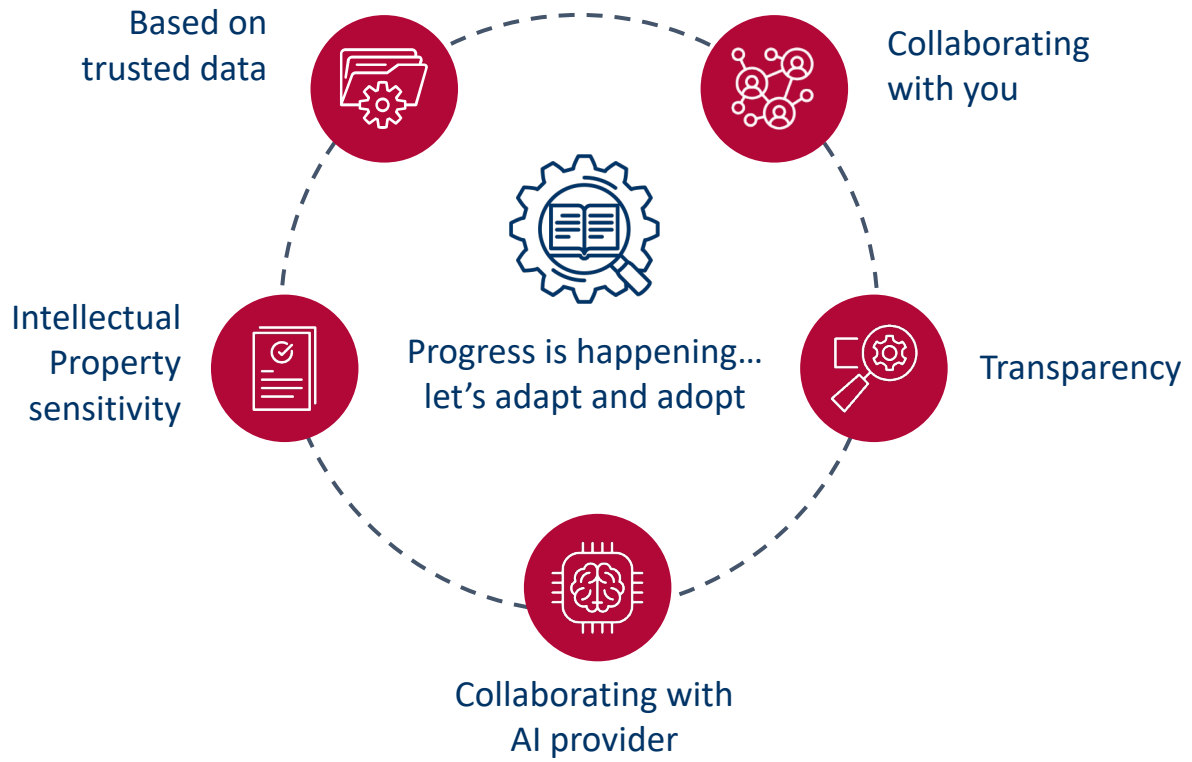 Based on
trusted data
Collaborating
with you
Intellectual
Property
sensitivity
Progress is happening…
let’s adapt and adopt
Transparency
Collaborating with
AI provider